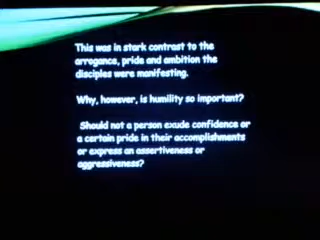 This was in stark contrast to the
arrogance, pride and ambition the
disciples were manifesting.
Why, however, is humility so important?
Should not a person exude confidence or
a certain pride in their accomplishments
or express an assertiveness or
aggressiveness?